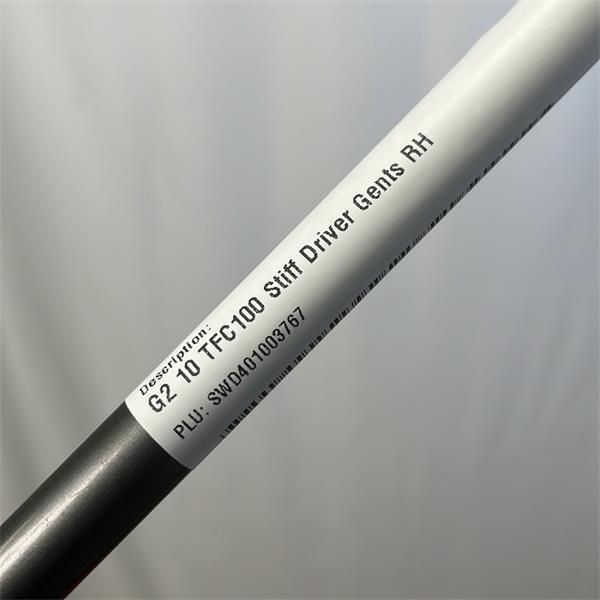 Description:
G2 10 TFC100 Stiff Driver Gents RH
PLU: SWD401003767